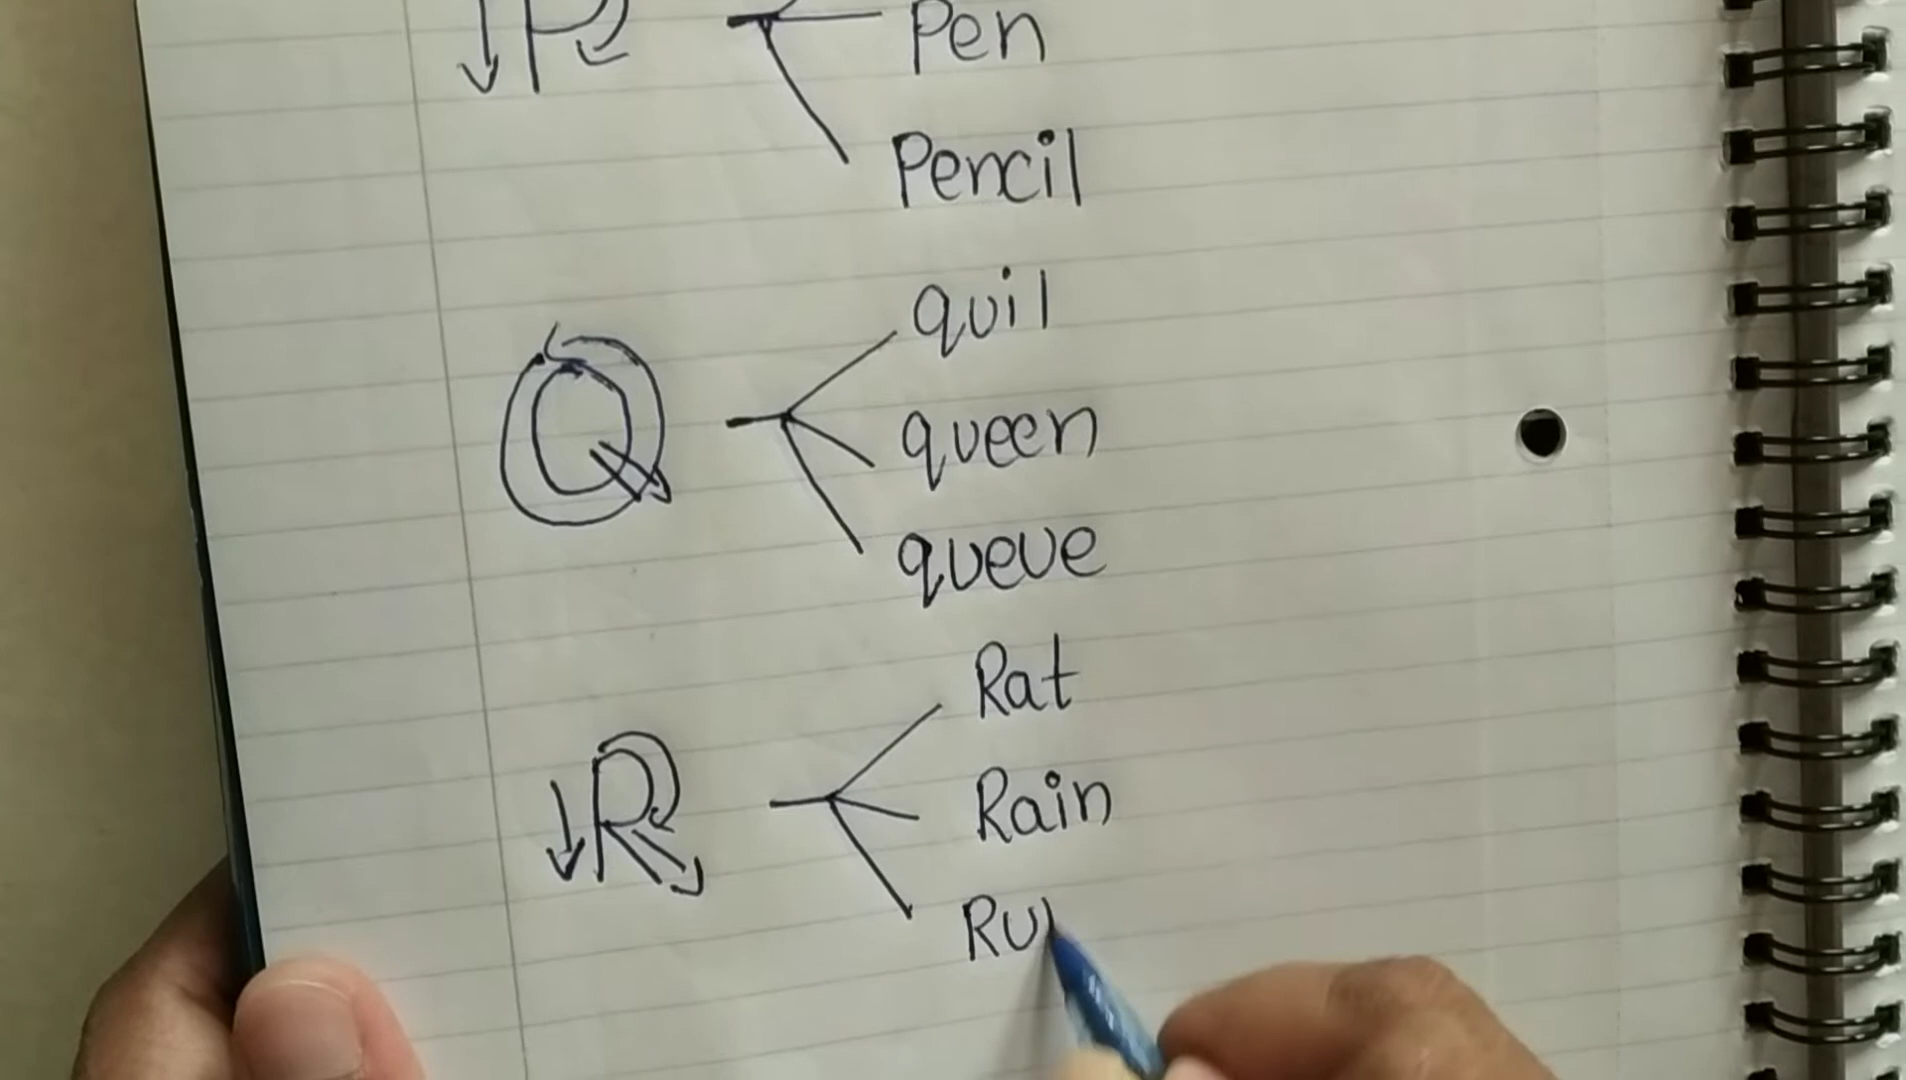 P
Pen
Pencil
Q
quil
queen
queve
R
Rat
Rain
Ru